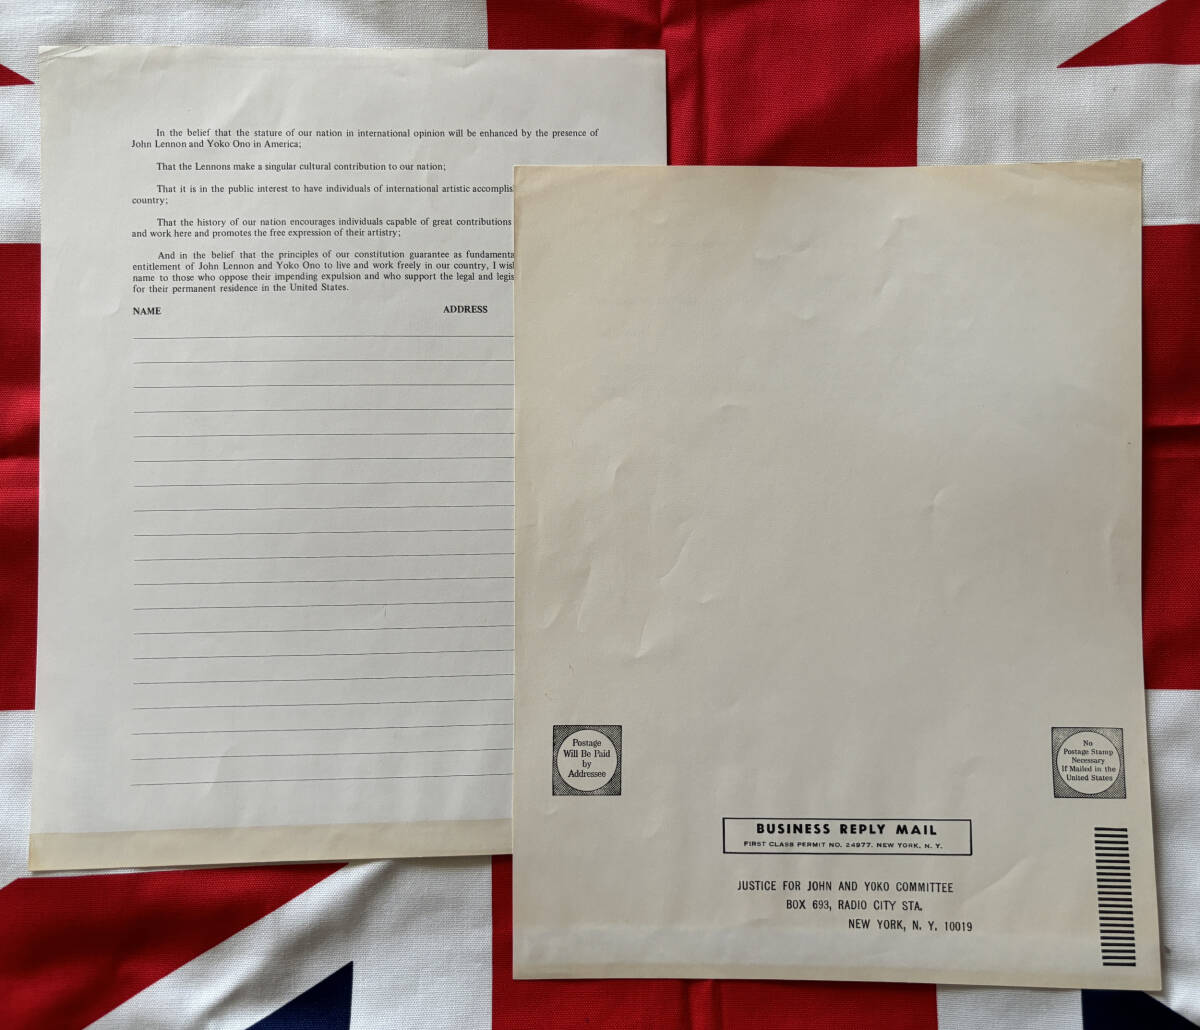 In the belief that the stature of our nation in international opinion will be enhanced by the presence of
John Lennon and Yoko Ono in America;
That the Lennons make a singular cultural contribution to our nation;
That it is in the public interest to have individuals of international artistic
country;
That the history of our nation encourages individuals capable of great contributions
and work here and promotes the free expression of their artistry;
And in the belief that the principles of our constitution guarantee as
entitlement of John Lennon and Yoko Ono to live and work freely in our country, I
name to those who oppose their impending expulsion and who support the legal and
for their permanent residence in the United States.
NAME ADDRESS
Postage
Will Be Paid
by
Addressee
No
Postage Stamp
Necessary
If Mailed in the
United States
BUSINESS REPLY MAIL
FIRST CLASS PERMIT NO. 24977, NEW YORK, N. Y.
JUSTICE FOR JOHN AND YOKO COMMITTEE
BOX 693, RADIO CITY STA.
NEW YORK, N. Y. 10019